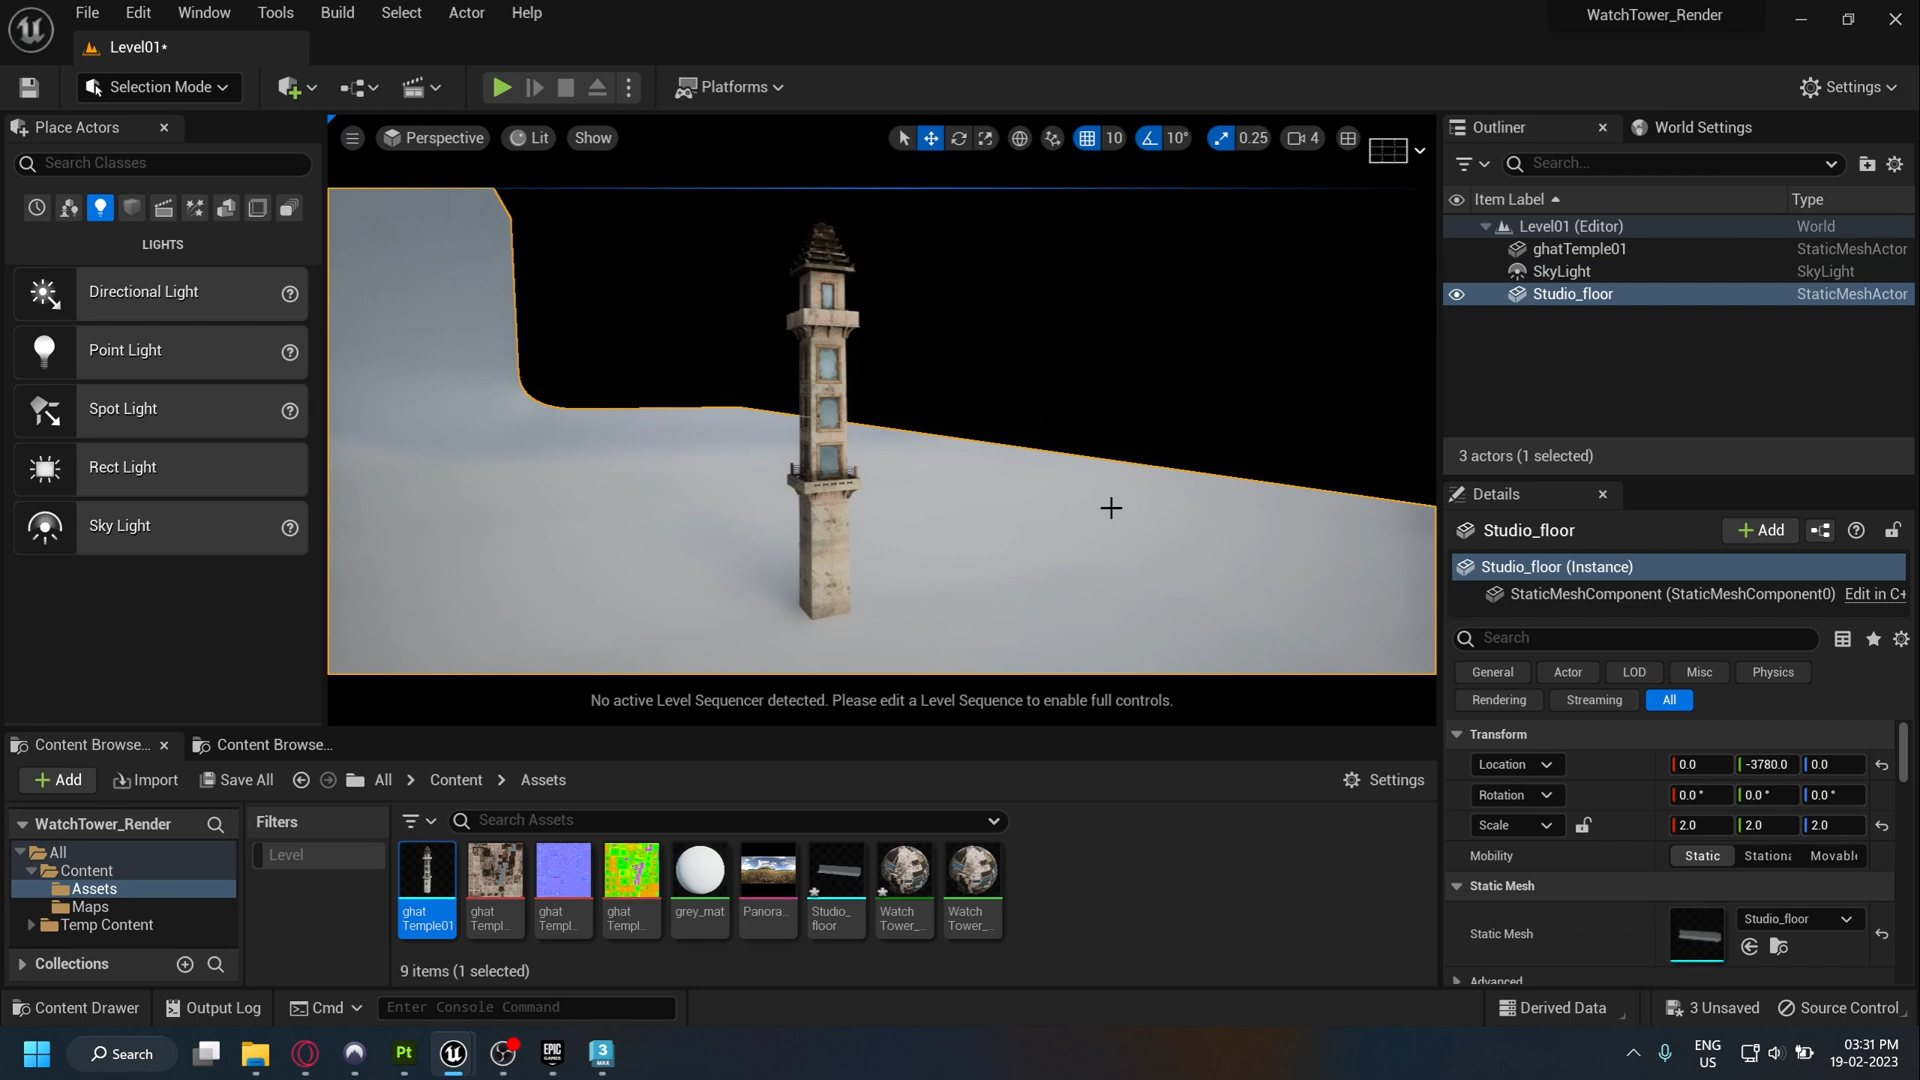 File Edit Window Tools Build Select Actor Help
WatchTower_Render
Level01*
Selection Mode
Platforms
Settings
Place Actors
Search Classes
LIGHTS
Directional Light
Point Light
Spot Light
Rect Light
Sky Light
Perspective Lit Show
10 10° 0.25 4
No active Level Sequencer detected. Please edit a Level Sequence to enable full controls.
Outliner World Settings
Search...
Item Label Type
Level01 (Editor) World
ghatTemple01 StaticMeshActor
SkyLight SkyLight
Studio_floor StaticMeshActor
3 actors (1 selected)
Details
Studio_floor Add
Studio_floor (Instance)
StaticMeshComponent (StaticMeshComponent0) Edit in C+
Search
General Actor LOD Misc Physics
Rendering Streaming All
Transform
Location 0.0 -3780.0 0.0
Rotation 0.0° 0.0° 0.0°
Scale 2.0 2.0 2.0
Mobility Static Stationa Movable
Static Mesh
Static Mesh Studio_floor
Advanced
Content Browse... Content Browse...
Add Import Save All All > Content > Assets Settings
WatchTower_Render
All
Content
Assets
Maps
Temp Content
Collections
Filters
Level
Search Assets
ghat Temple01
ghat Templ...
ghat Templ...
ghat Templ...
grey_mat
Panora...
Studio_ floor
Watch Tower_...
Watch Tower_...
9 items (1 selected)
Content Drawer Output Log Cmd Enter Console Command
Derived Data 3 Unsaved Source Control
Search
Pt
EPIC GAMES
3 MAX
ENG US
03:31 PM
19-02-2023